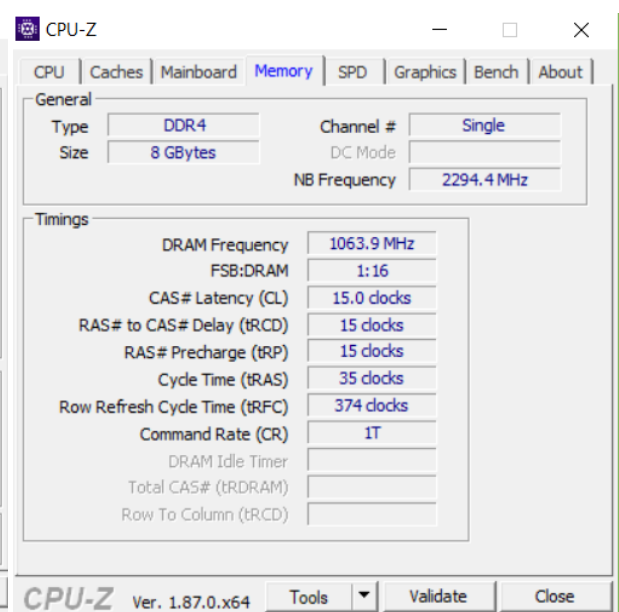 CPU-Z
CPU Caches Mainboard Memory SPD Graphics Bench About
General
Type DDR4 Channel # Single
Size 8 GBytes DC Mode
NB Frequency 2294.4 MHz
Timings
DRAM Frequency 1063.9 MHz
FSB:DRAM 1:16
CAS# Latency (CL) 15.0 clocks
RAS# to CAS# Delay (tRCD) 15 clocks
RAS# Precharge (tRP) 15 clocks
Cycle Time (tRAS) 35 clocks
Row Refresh Cycle Time (tRFC) 374 clocks
Command Rate (CR) 1T
DRAM Idle Timer
Total CAS# (tRDRAM)
Row To Column (tRCD)
CPU-Z Ver. 1.87.0.x64 Tools Validate Close